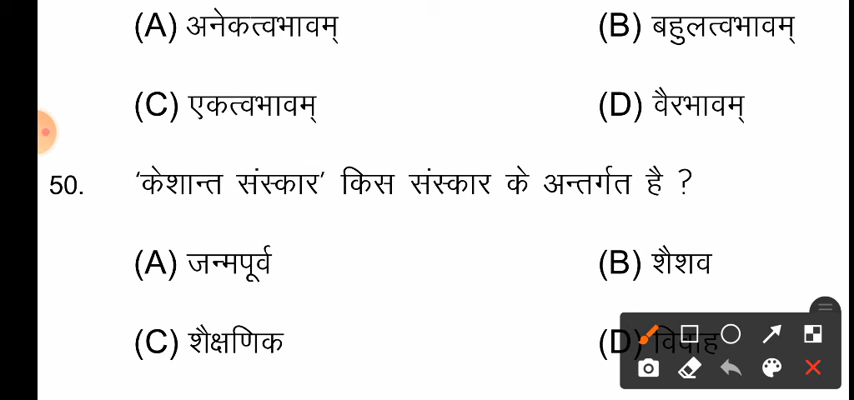 (A) अनेकत्वभावम् (B) बहुलत्वभावम्
(C) एकत्वभावम् (D) वैरभावम्
50. ‘केशान्त संस्कार’ किस संस्कार के अन्तर्गत है ?
(A) जन्मपूर्व (B) शैशव
(C) शैक्षणिक (D) विवाह